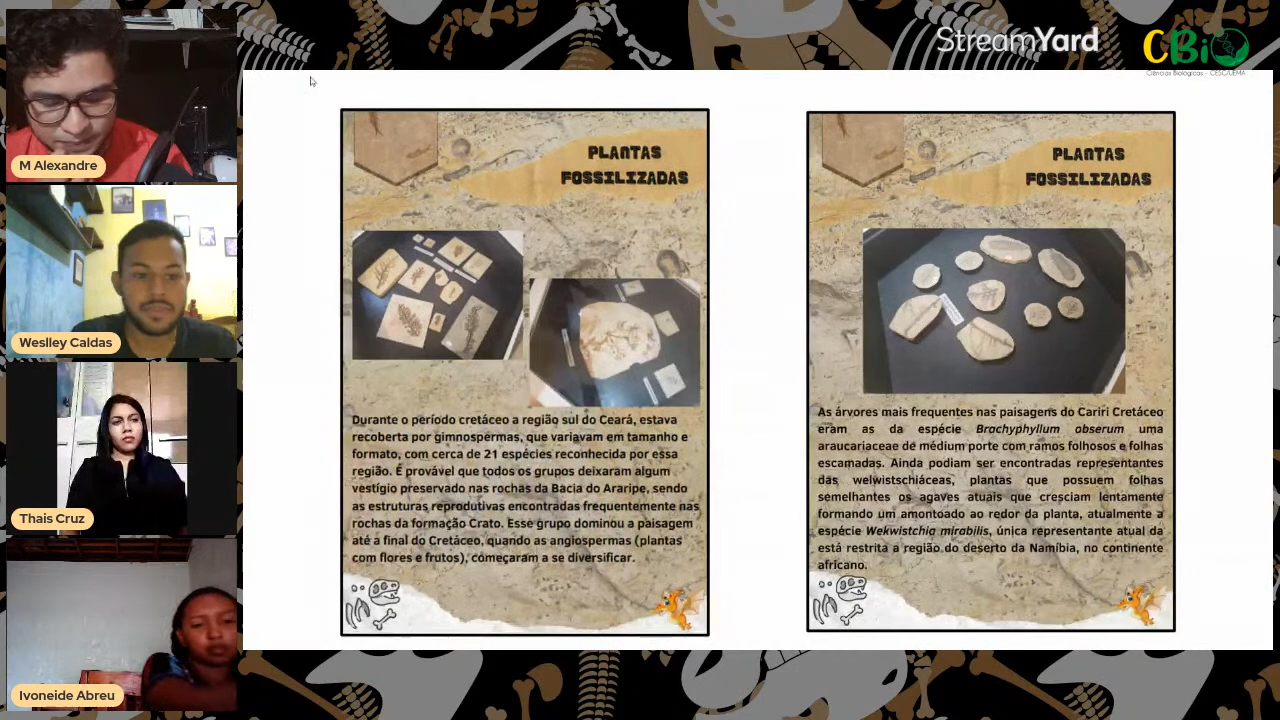 StreamYard
CBiO
Ciências Biológicas - CESC/UEMA
M Alexandre
Weslley Caldas
Thais Cruz
Ivoneide Abreu
PLANTAS
FOSSILIZADAS
Durante o período cretáceo a região sul do Ceará, estava
recoberta por gimnospermas, que variavam em tamanho e
formato, com cerca de 21 espécies reconhecida por essa
região. É provável que todos os grupos deixaram algum
vestígio preservado nas rochas da Bacia do Araripe, sendo
as estruturas reprodutivas encontradas frequentemente nas
rochas da formação Crato. Esse grupo dominou a paisagem
até a final do Cretáceo, quando as angiospermas (plantas
com flores e frutos), começaram a se diversificar.
PLANTAS
FOSSILIZADAS
As árvores mais frequentes nas paisagens do Cariri Cretáceo
eram as da espécie Brachyphyllum obserum uma
araucariaceae de médium porte com ramos folhosos e folhas
escamadas. Ainda podiam ser encontradas representantes
das welwistschiáceas, plantas que possuem folhas
semelhantes os agaves atuais que cresciam lentamente
formando um amontoado ao redor da planta, atualmente a
espécie Wekwistchia mirabilis, única representante atual da
está restrita a região do deserto da Namíbia, no continente
africano.